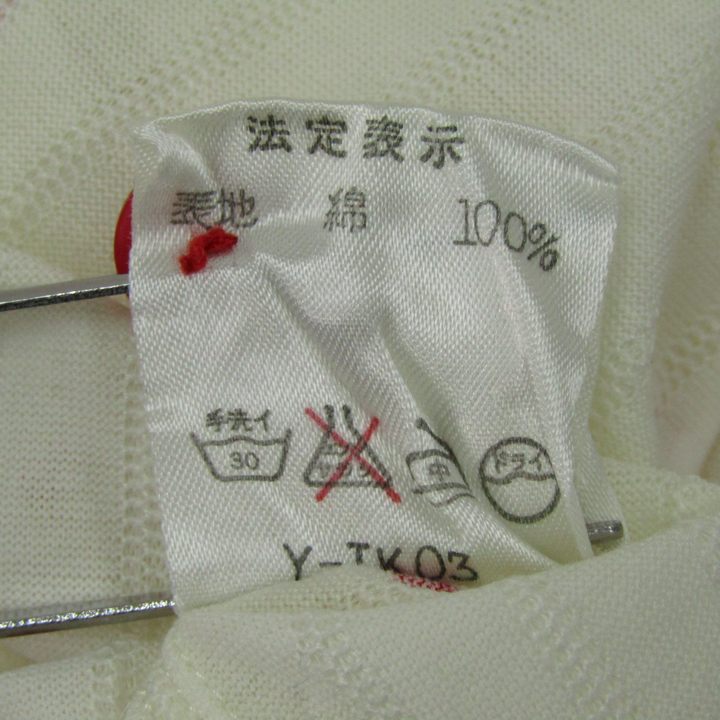 法定表示
表地 綿 100%
手洗イ
30
中
ドライ
Y-TK03